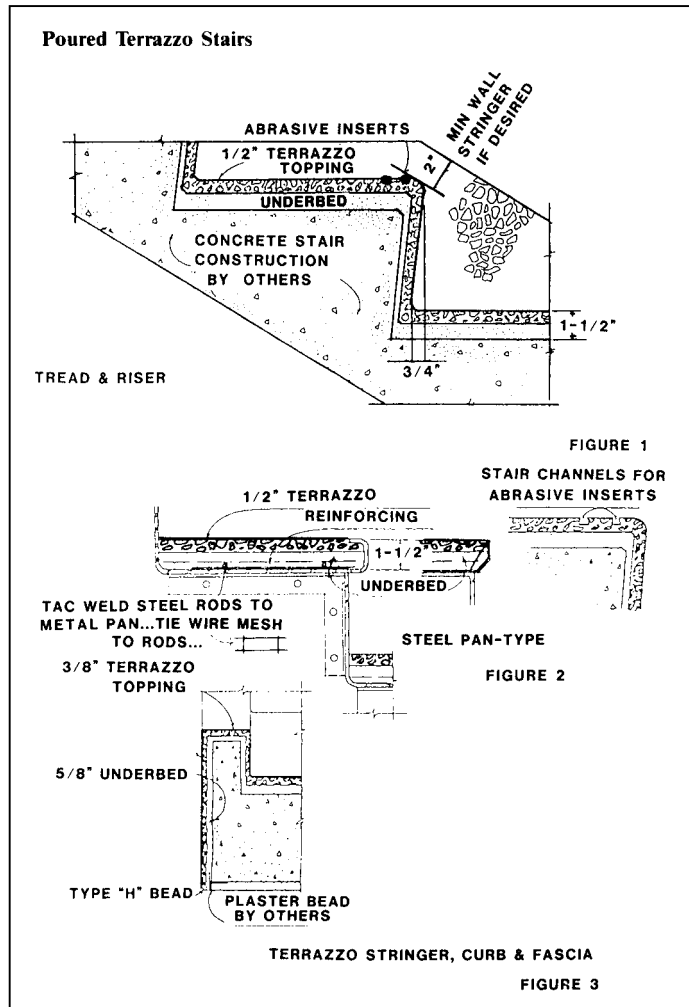 Poured Terrazzo Stairs
ABRASIVE INSERTS
1/2" TERRAZZO
TOPPING
MIN WALL
STRINGER
IF DESIRED
2"
UNDERBED
CONCRETE STAIR
CONSTRUCTION
BY OTHERS
1-1/2"
3/4"
TREAD & RISER
FIGURE 1
STAIR CHANNELS FOR
ABRASIVE INSERTS
1/2" TERRAZZO
REINFORCING
1-1/2"
UNDERBED
TAC WELD STEEL RODS TO
METAL PAN...TIE WIRE MESH
TO RODS...
STEEL PAN-TYPE
FIGURE 2
3/8" TERRAZZO
TOPPING
5/8" UNDERBED
TYPE "H" BEAD
PLASTER BEAD
BY OTHERS
TERRAZZO STRINGER, CURB & FASCIA
FIGURE 3